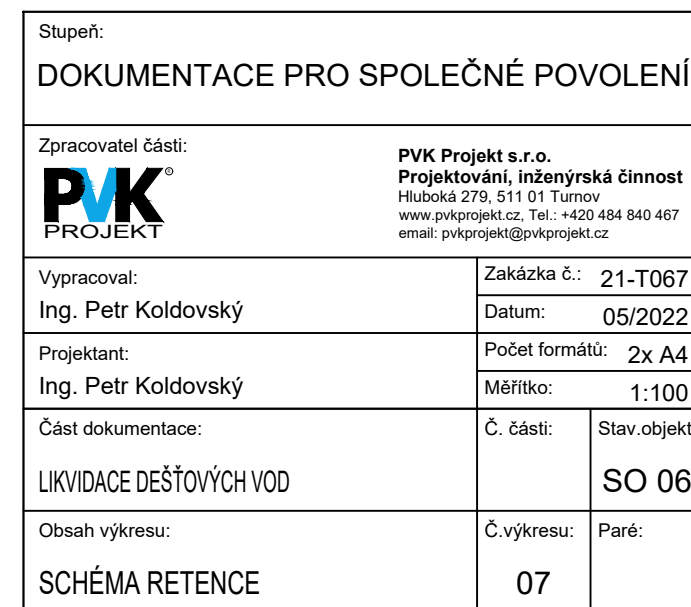 Stupeň:
DOKUMENTACE PRO SPOLEČNÉ POVOLENÍ
Zpracovatel části:
PVK®
PROJEKT
PVK Projekt s.r.o.
Projektování, inženýrská činnost
Hluboká 279, 511 01 Turnov
www.pvkprojekt.cz, Tel.: +420 484 840 467
email: pvkprojekt@pvkprojekt.cz
Vypracoval:
Ing. Petr Koldovský
Zakázka č.: 21-T067
Datum: 05/2022
Projektant:
Ing. Petr Koldovský
Počet formátů: 2x A4
Měřítko: 1:100
Část dokumentace:
LIKVIDACE DEŠŤOVÝCH VOD
Č. části:
Stav.objekt
SO 06
Obsah výkresu:
SCHÉMA RETENCE
Č.výkresu:
07
Paré: